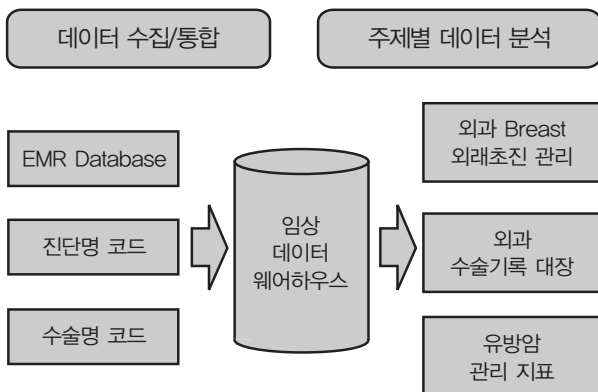 데이터 수집/통합
주제별 데이터 분석
EMR Database
진단명 코드
수술명 코드
임상
데이터
웨어하우스
외과 Breast
외래초진 관리
외과
수술기록 대장
유방암
관리 지표